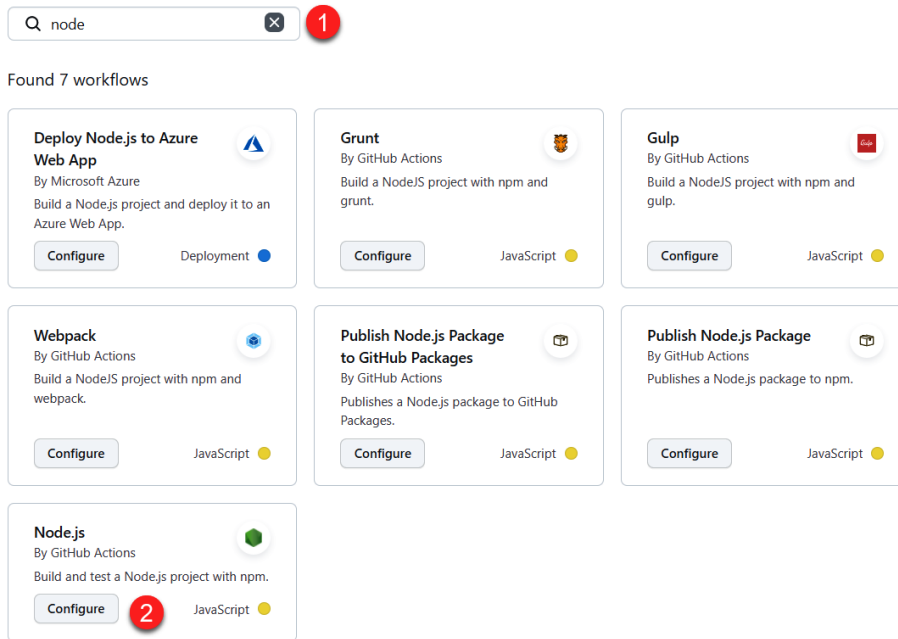 node
1
Found 7 workflows
Deploy Node.js to Azure
Web App
By Microsoft Azure
Build a Node.js project and deploy it to an
Azure Web App.
Configure
Deployment
Grunt
By GitHub Actions
Build a NodeJS project with npm and
grunt.
Configure
JavaScript
Gulp
By GitHub Actions
Build a NodeJS project with npm and
gulp.
Configure
JavaScript
Webpack
By GitHub Actions
Build a NodeJS project with npm and
webpack.
Configure
JavaScript
Publish Node.js Package
to GitHub Packages
By GitHub Actions
Publishes a Node.js package to GitHub
Packages.
Configure
JavaScript
Publish Node.js Package
By GitHub Actions
Publishes a Node.js package to npm.
Configure
JavaScript
Node.js
By GitHub Actions
Build and test a Node.js project with npm.
Configure
2
JavaScript